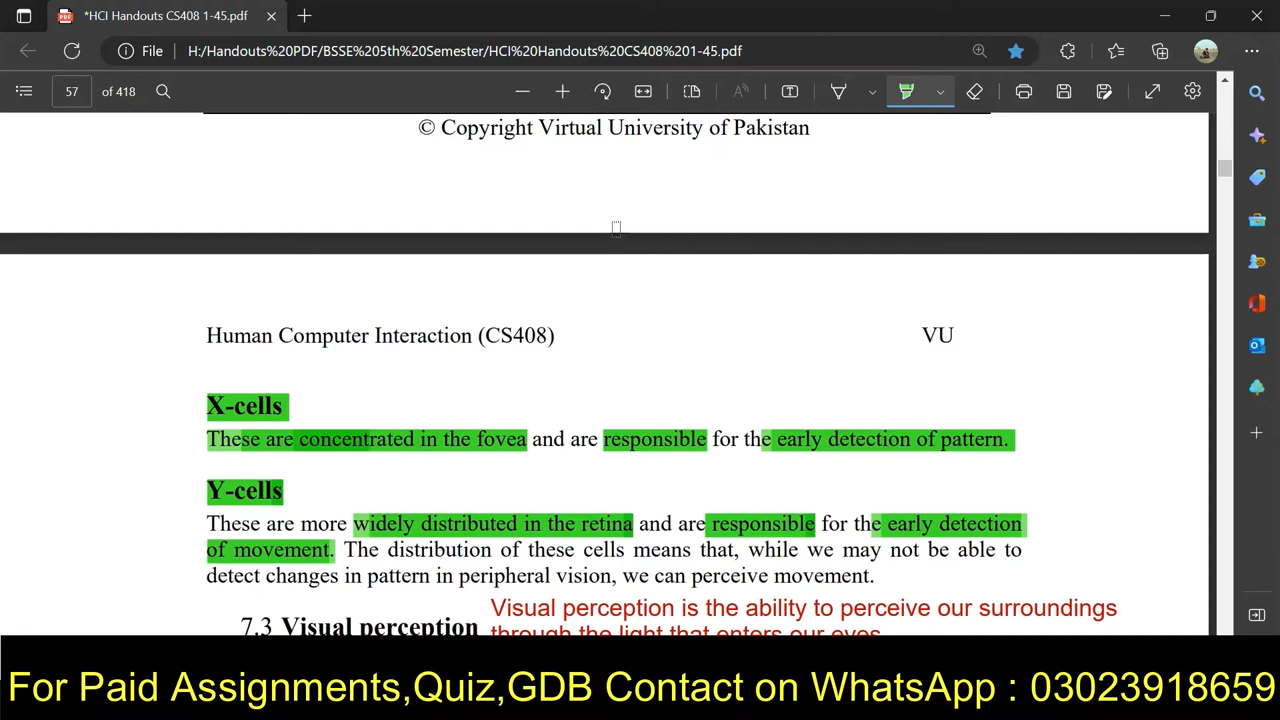 *HCI Handouts CS408 1-45.pdf
File H:/Handouts%20PDF/BSSE%205th%20Semester/HCI%20Handouts%20CS408%201-45.pdf
57 of 418
© Copyright Virtual University of Pakistan
Human Computer Interaction (CS408) VU
X-cells
These are concentrated in the fovea and are responsible for the early detection of pattern.
Y-cells
These are more widely distributed in the retina and are responsible for the early detection
of movement. The distribution of these cells means that, while we may not be able to
detect changes in pattern in peripheral vision, we can perceive movement.
Visual perception is the ability to perceive our surroundings
7.3 Visual perception through the light that enters our eyes
For Paid Assignments,Quiz,GDB Contact on WhatsApp : 03023918659